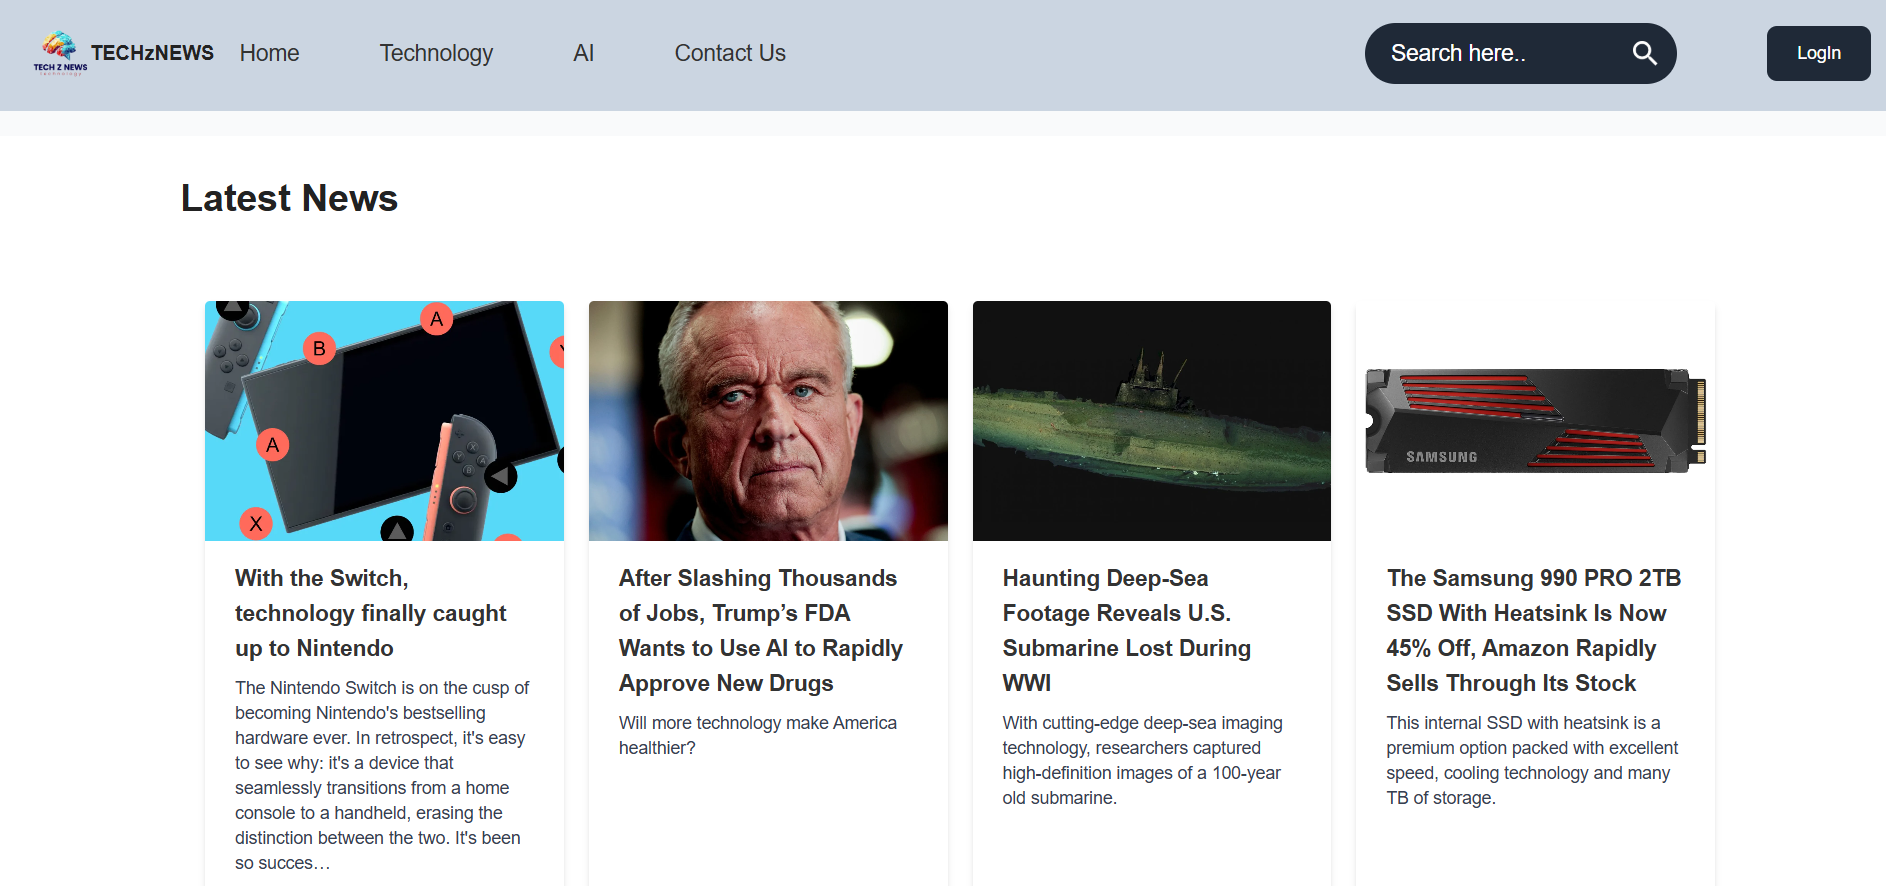 TECH Z NEWS
technology
TECHzNEWS
Home
Technology
AI
Contact Us
Search here..
LogIn
Latest News
A
B
A
X
X
Y
A
B
SAMSUNG
With the Switch,
technology finally caught
up to Nintendo
The Nintendo Switch is on the cusp of
becoming Nintendo's bestselling
hardware ever. In retrospect, it's easy
to see why: it's a device that
seamlessly transitions from a home
console to a handheld, erasing the
distinction between the two. It's been
so succes…
After Slashing Thousands
of Jobs, Trump’s FDA
Wants to Use AI to Rapidly
Approve New Drugs
Will more technology make America
healthier?
Haunting Deep-Sea
Footage Reveals U.S.
Submarine Lost During
WWI
With cutting-edge deep-sea imaging
technology, researchers captured
high-definition images of a 100-year
old submarine.
The Samsung 990 PRO 2TB
SSD With Heatsink Is Now
45% Off, Amazon Rapidly
Sells Through Its Stock
This internal SSD with heatsink is a
premium option packed with excellent
speed, cooling technology and many
TB of storage.